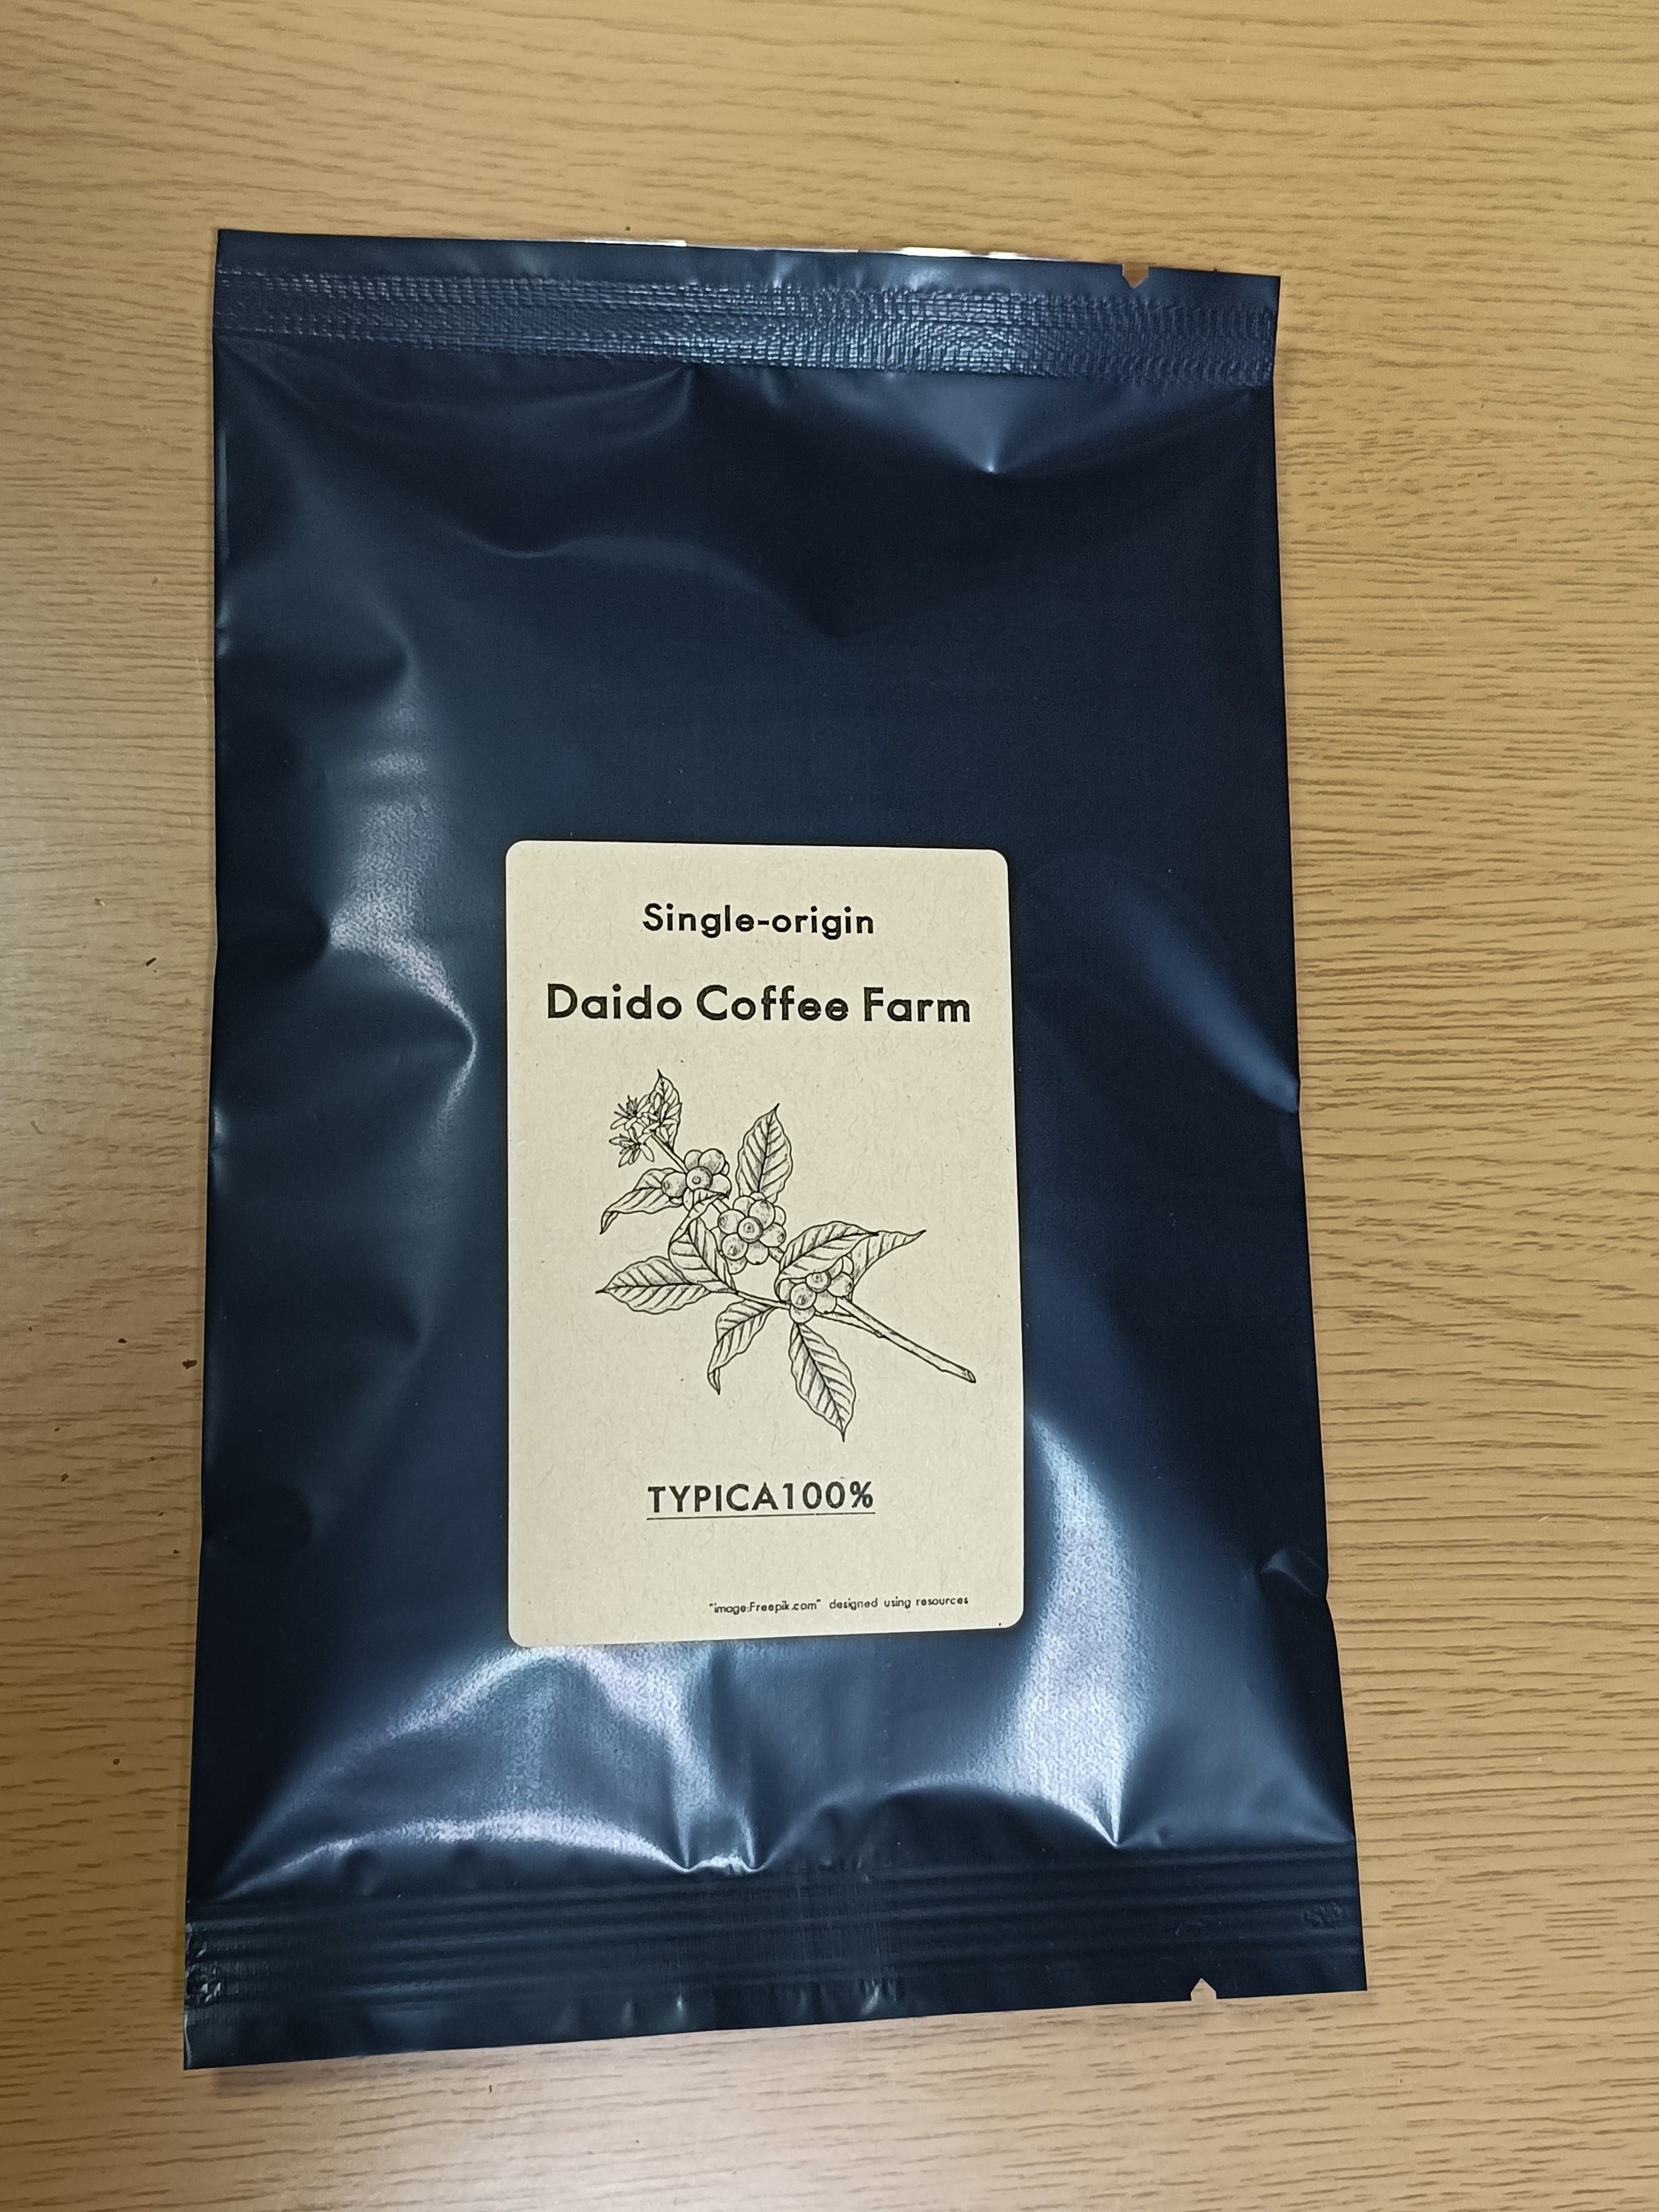 Single-origin
Daido Coffee Farm
TYPICA100%
"image:Freepik.com" designed using resources